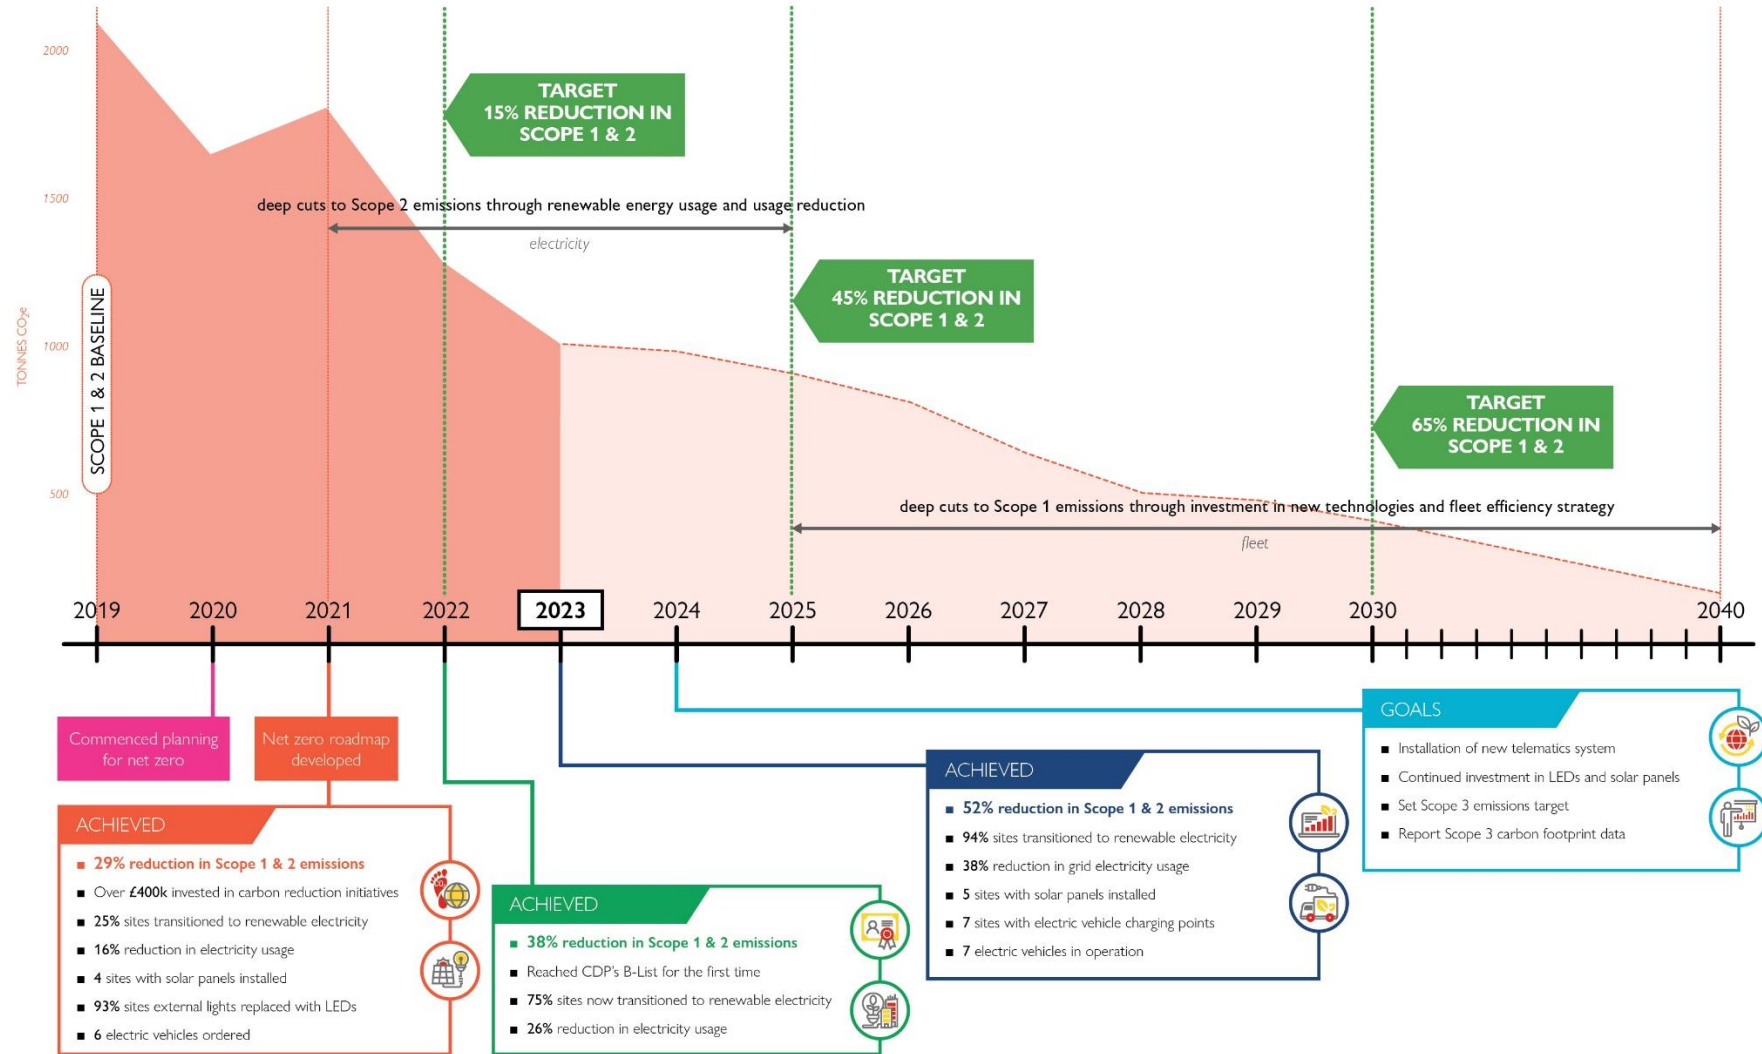 2000
1500
1000
500
TONNES CO₂e
SCOPE 1 & 2 BASELINE
TARGET
15% REDUCTION IN
SCOPE 1 & 2
deep cuts to Scope 2 emissions through renewable energy usage and usage reduction
electricity
TARGET
45% REDUCTION IN
SCOPE 1 & 2
TARGET
65% REDUCTION IN
SCOPE 1 & 2
deep cuts to Scope 1 emissions through investment in new technologies and fleet efficiency strategy
fleet
2019 2020 2021 2022 2023 2024 2025 2026 2027 2028 2029 2030 2040
Commenced planning
for net zero
Net zero roadmap
developed
ACHIEVED
■ 29% reduction in Scope 1 & 2 emissions
■ Over £400k invested in carbon reduction initiatives
■ 25% sites transitioned to renewable electricity
■ 16% reduction in electricity usage
■ 4 sites with solar panels installed
■ 93% sites external lights replaced with LEDs
■ 6 electric vehicles ordered
ACHIEVED
■ 38% reduction in Scope 1 & 2 emissions
■ Reached CDP's B-List for the first time
■ 75% sites now transitioned to renewable electricity
■ 26% reduction in electricity usage
ACHIEVED
■ 52% reduction in Scope 1 & 2 emissions
■ 94% sites transitioned to renewable electricity
■ 38% reduction in grid electricity usage
■ 5 sites with solar panels installed
■ 7 sites with electric vehicle charging points
■ 7 electric vehicles in operation
GOALS
■ Installation of new telematics system
■ Continued investment in LEDs and solar panels
■ Set Scope 3 emissions target
■ Report Scope 3 carbon footprint data